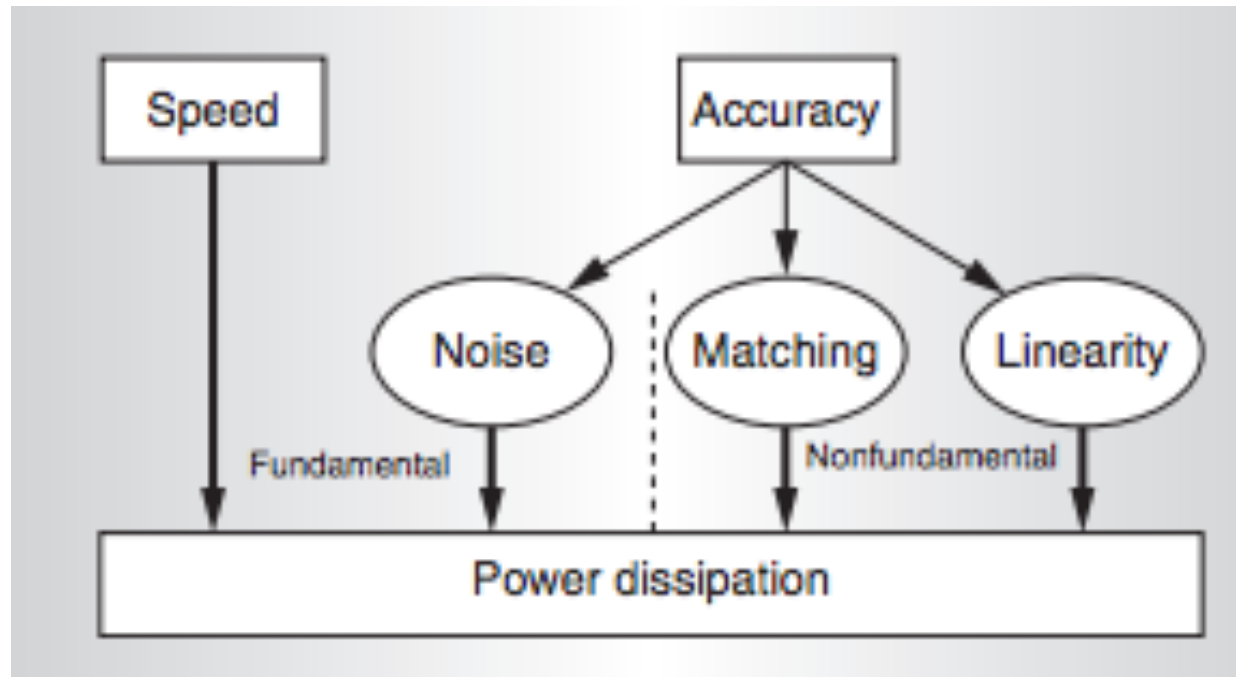 Speed
Accuracy
Noise
Matching
Linearity
Fundamental
Nonfundamental
Power dissipation